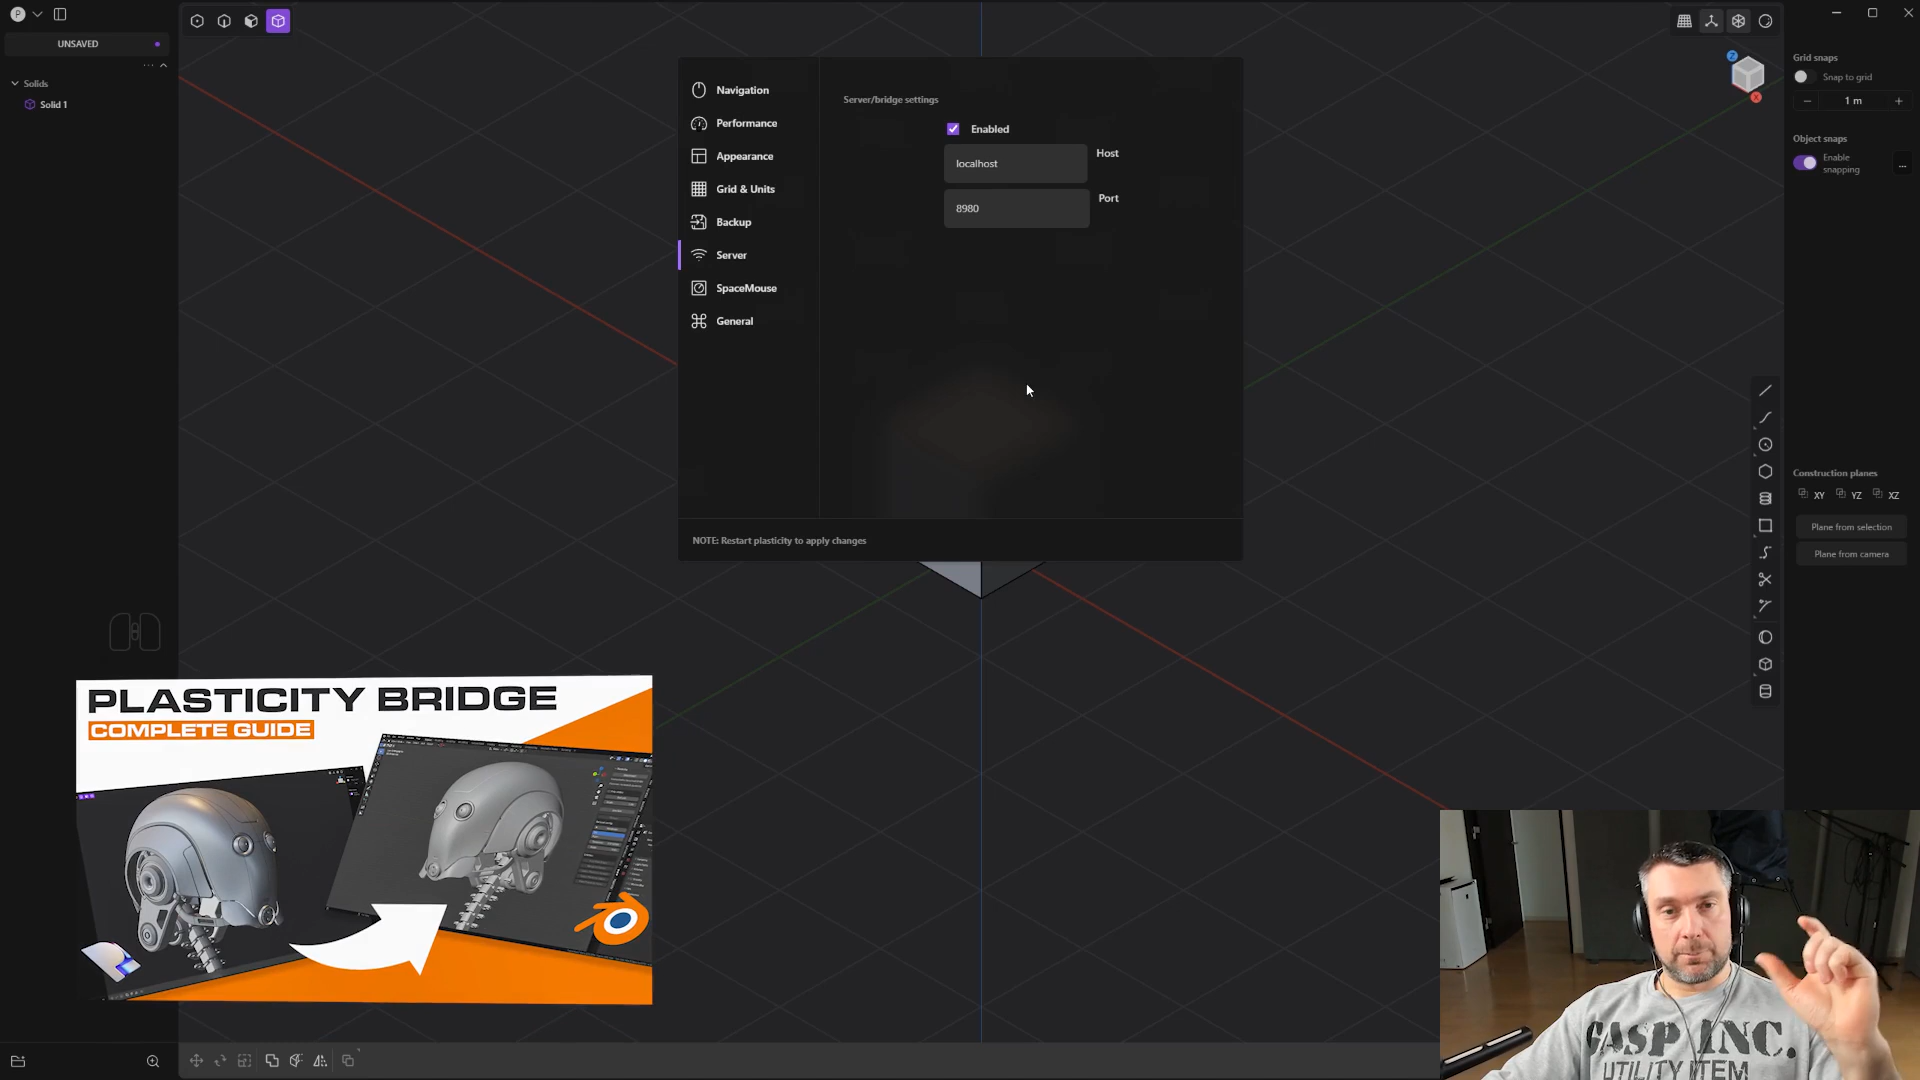 P
UNSAVED
Solids
Solid 1
Navigation
Performance
Appearance
Grid & Units
Backup
Server
SpaceMouse
General
Server/bridge settings
Enabled
localhost
Host
8980
Port
NOTE: Restart plasticity to apply changes
Z
X
Grid snaps
Snap to grid
1 m
Object snaps
Enable
snapping
...
Construction planes
XY YZ XZ
Plane from selection
Plane from camera
PLASTICITY BRIDGE
COMPLETE GUIDE
GASP INC.
UTILITY ITEM